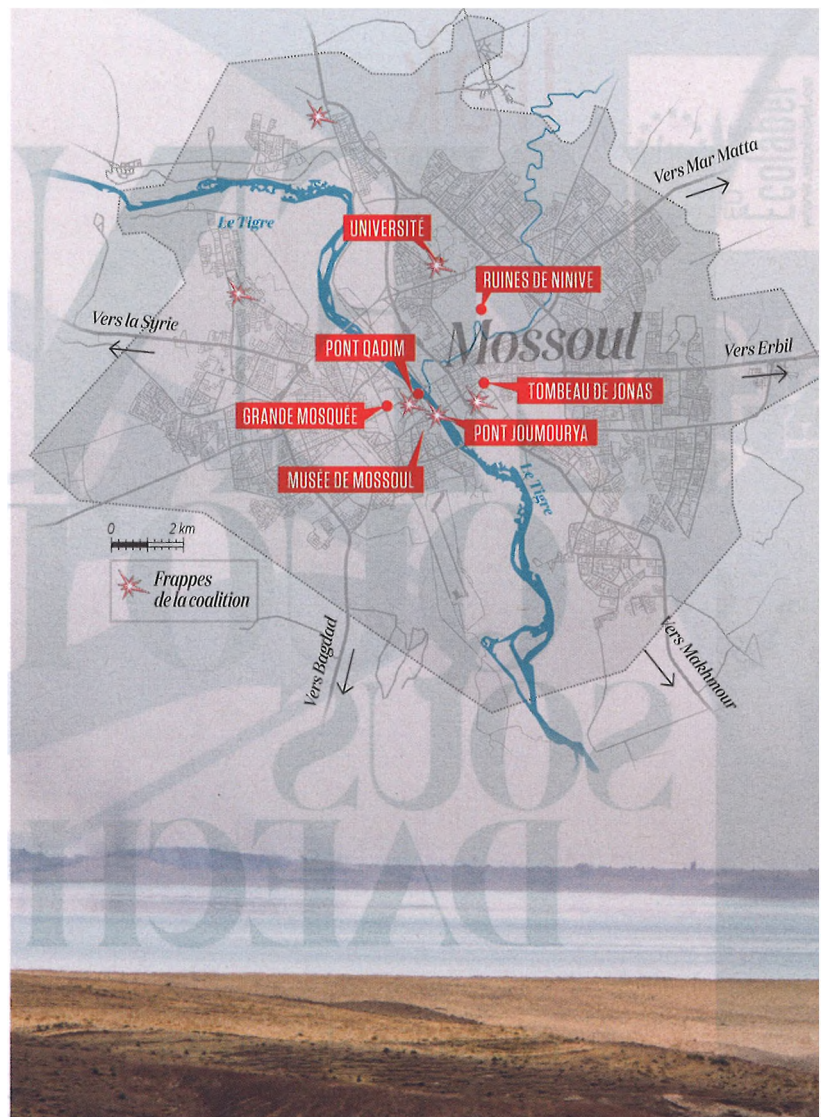 Vers Mar Matta
Le Tigre
UNIVERSITÉ
RUINES DE NINIVE
Vers la Syrie
Mossoul
PONT QADIM
Vers Erbil
TOMBEAU DE JONAS
GRANDE MOSQUÉE
PONT JOUMOURYA
MUSÉE DE MOSSOUL
Le Tigre
0 2 km
Frappes
de la coalition
Vers Bagdad
Vers Makhmour
SOUS
DAECH
Écolabel